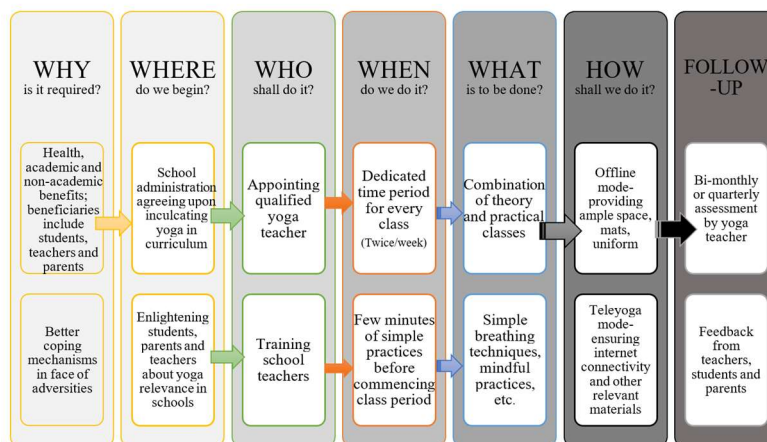 WHY
is it required?
Health,
academic and
non-academic
benefits;
beneficiaries
include
students,
teachers and
parents
Better
coping
mechanisms
in face of
adversities
WHERE
do we begin?
School
administration
agreeing upon
inculcating
yoga in
curriculum
Enlightening
students,
parents and
teachers
about yoga
relevance in
schools
WHO
shall do it?
Appointing
qualified
yoga
teacher
Training
school
teachers
WHEN
do we do it?
Dedicated
time period
for every
class
(Twice/week)
Few minutes
of simple
practices
before
commencing
class period
WHAT
is to be done?
Combination
of theory
and practical
classes
Simple
breathing
techniques,
mindful
practices,
etc.
HOW
shall we do it?
Offline
mode-
providing
ample space,
mats,
uniform
Teleyoga
mode-
ensuring
internet
connectivity
and other
relevant
materials
FOLLOW
-UP
Bi-monthly
or quarterly
assessment
by yoga
teacher
Feedback
from
teachers,
students and
parents